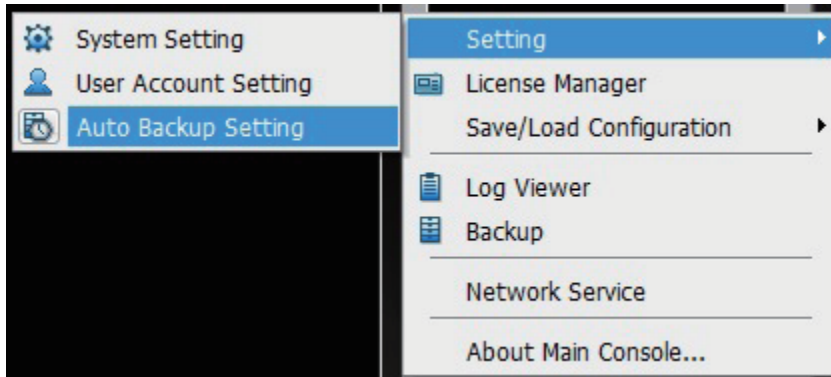 System Setting
User Account Setting
Auto Backup Setting
Setting
License Manager
Save/Load Configuration
Log Viewer
Backup
Network Service
About Main Console...